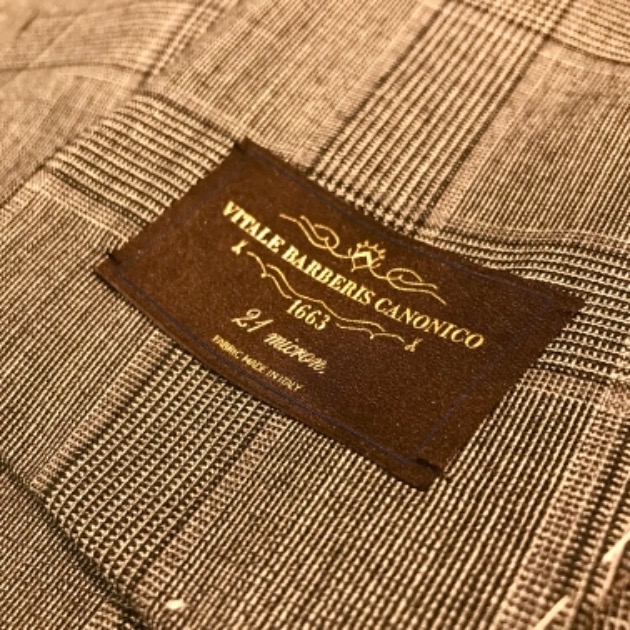 VITALE BARBERIS CANONICO
1663
21 micron.
FABRIC MADE IN ITALY